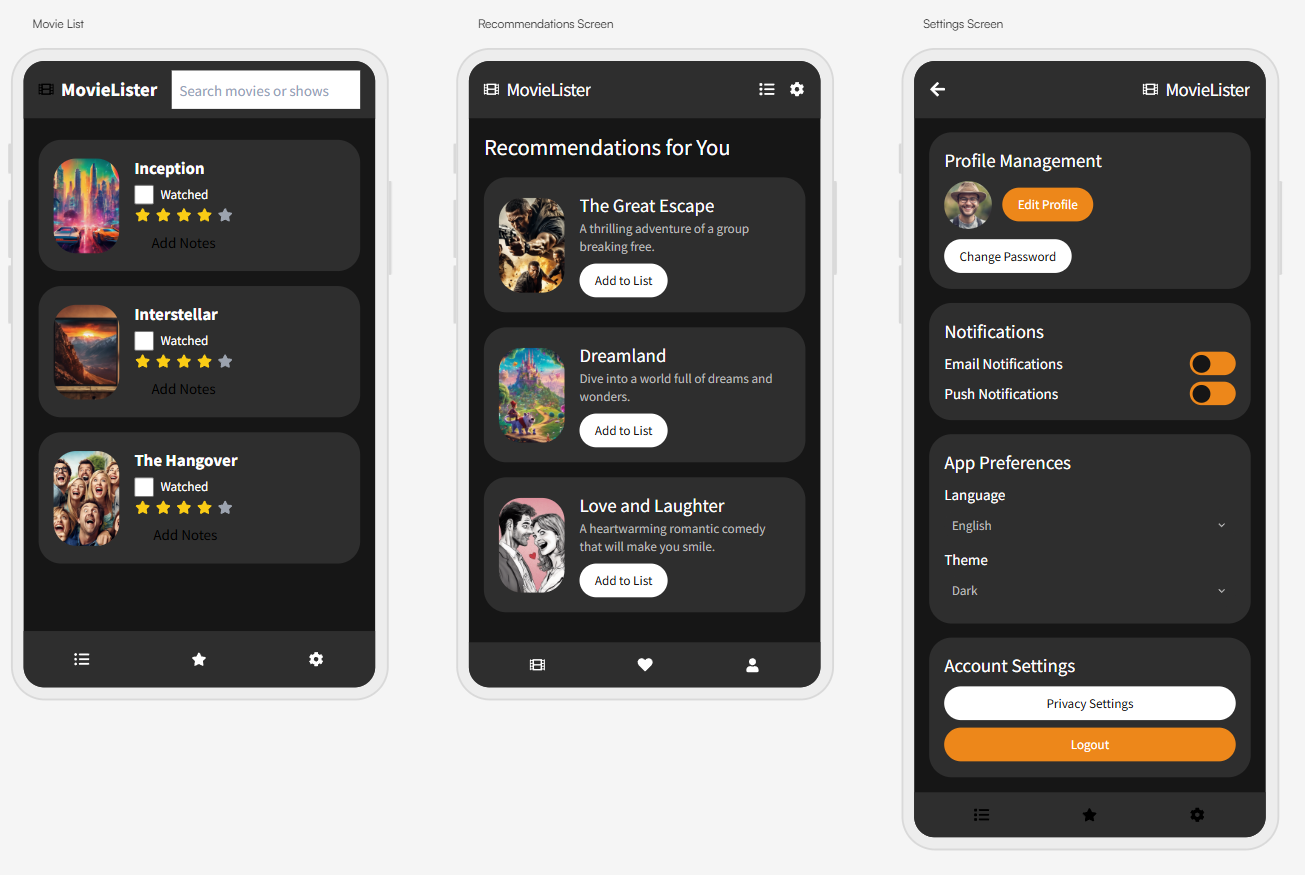 Movie List
MovieLister
Search movies or shows
Inception
Watched
Add Notes
Interstellar
Watched
Add Notes
The Hangover
Watched
Add Notes
Recommendations Screen
MovieLister
Recommendations for You
The Great Escape
A thrilling adventure of a group
breaking free.
Add to List
Dreamland
Dive into a world full of dreams and
wonders.
Add to List
Love and Laughter
A heartwarming romantic comedy
that will make you smile.
Add to List
Settings Screen
MovieLister
Profile Management
Edit Profile
Change Password
Notifications
Email Notifications
Push Notifications
App Preferences
Language
English
Theme
Dark
Account Settings
Privacy Settings
Logout